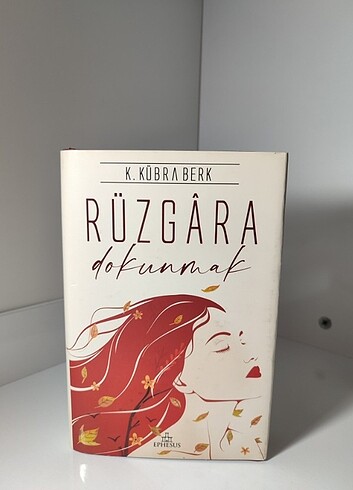 K. KÜBRA BERK
RÜZGÂRA
dokunmak
EPHESUS